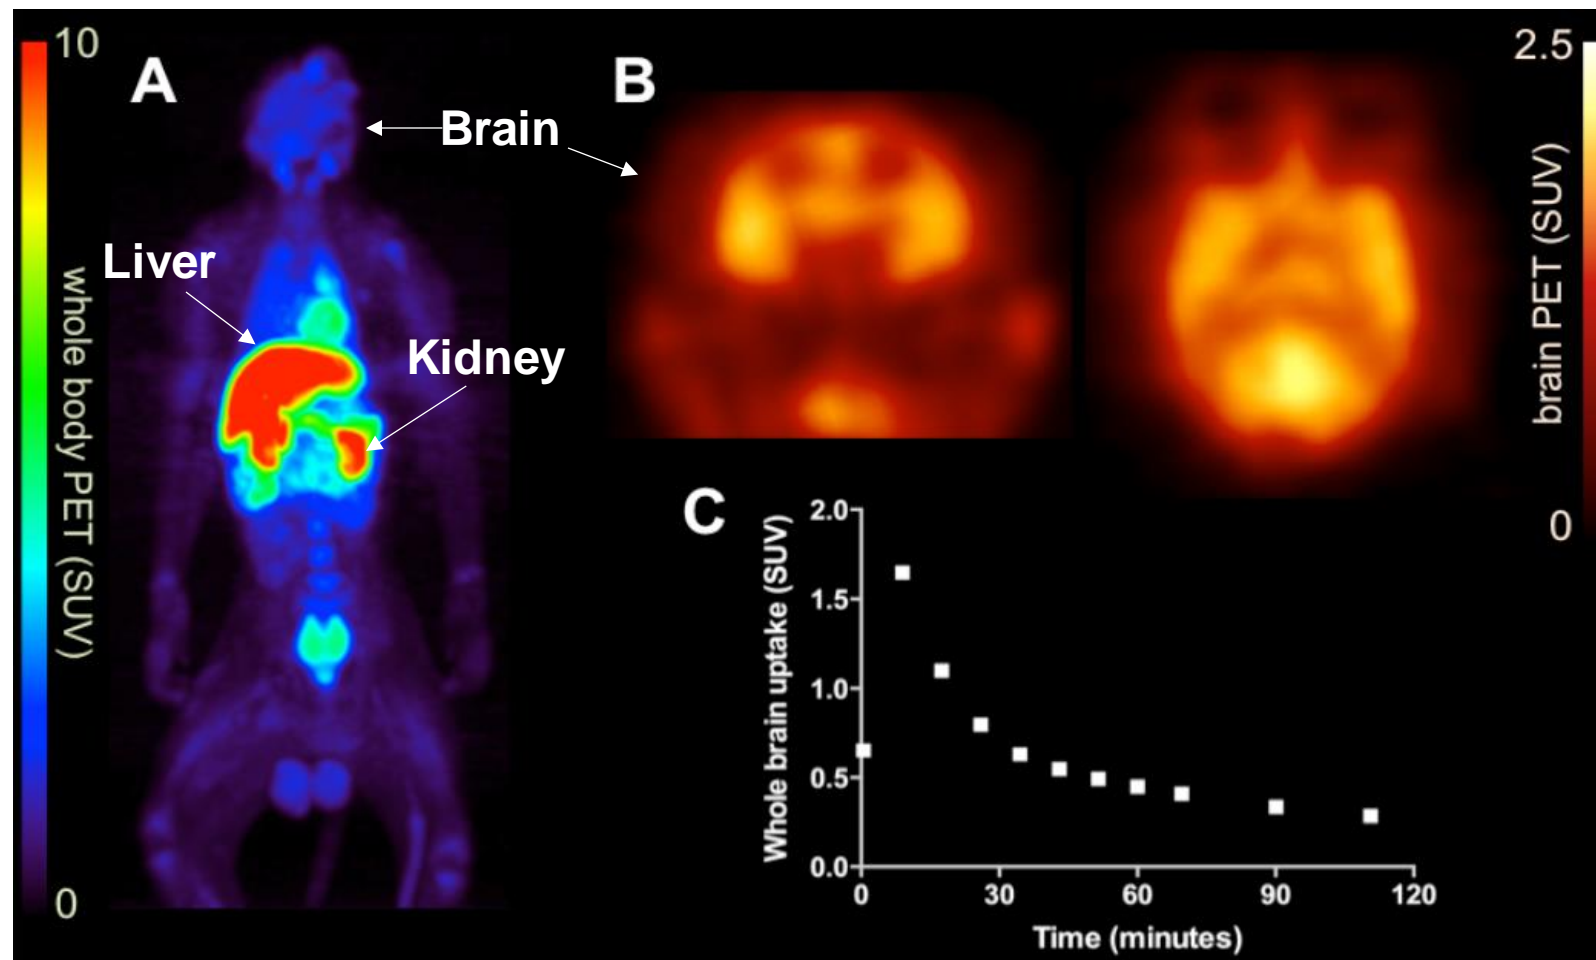 10
A
B
2.5
Brain
Liver
Kidney
whole body PET (SUV)
0
brain PET (SUV)
0
C
Whole brain uptake (SUV)
2.0
1.5
1.0
0.5
0.0
0 30 60 90 120
Time (minutes)